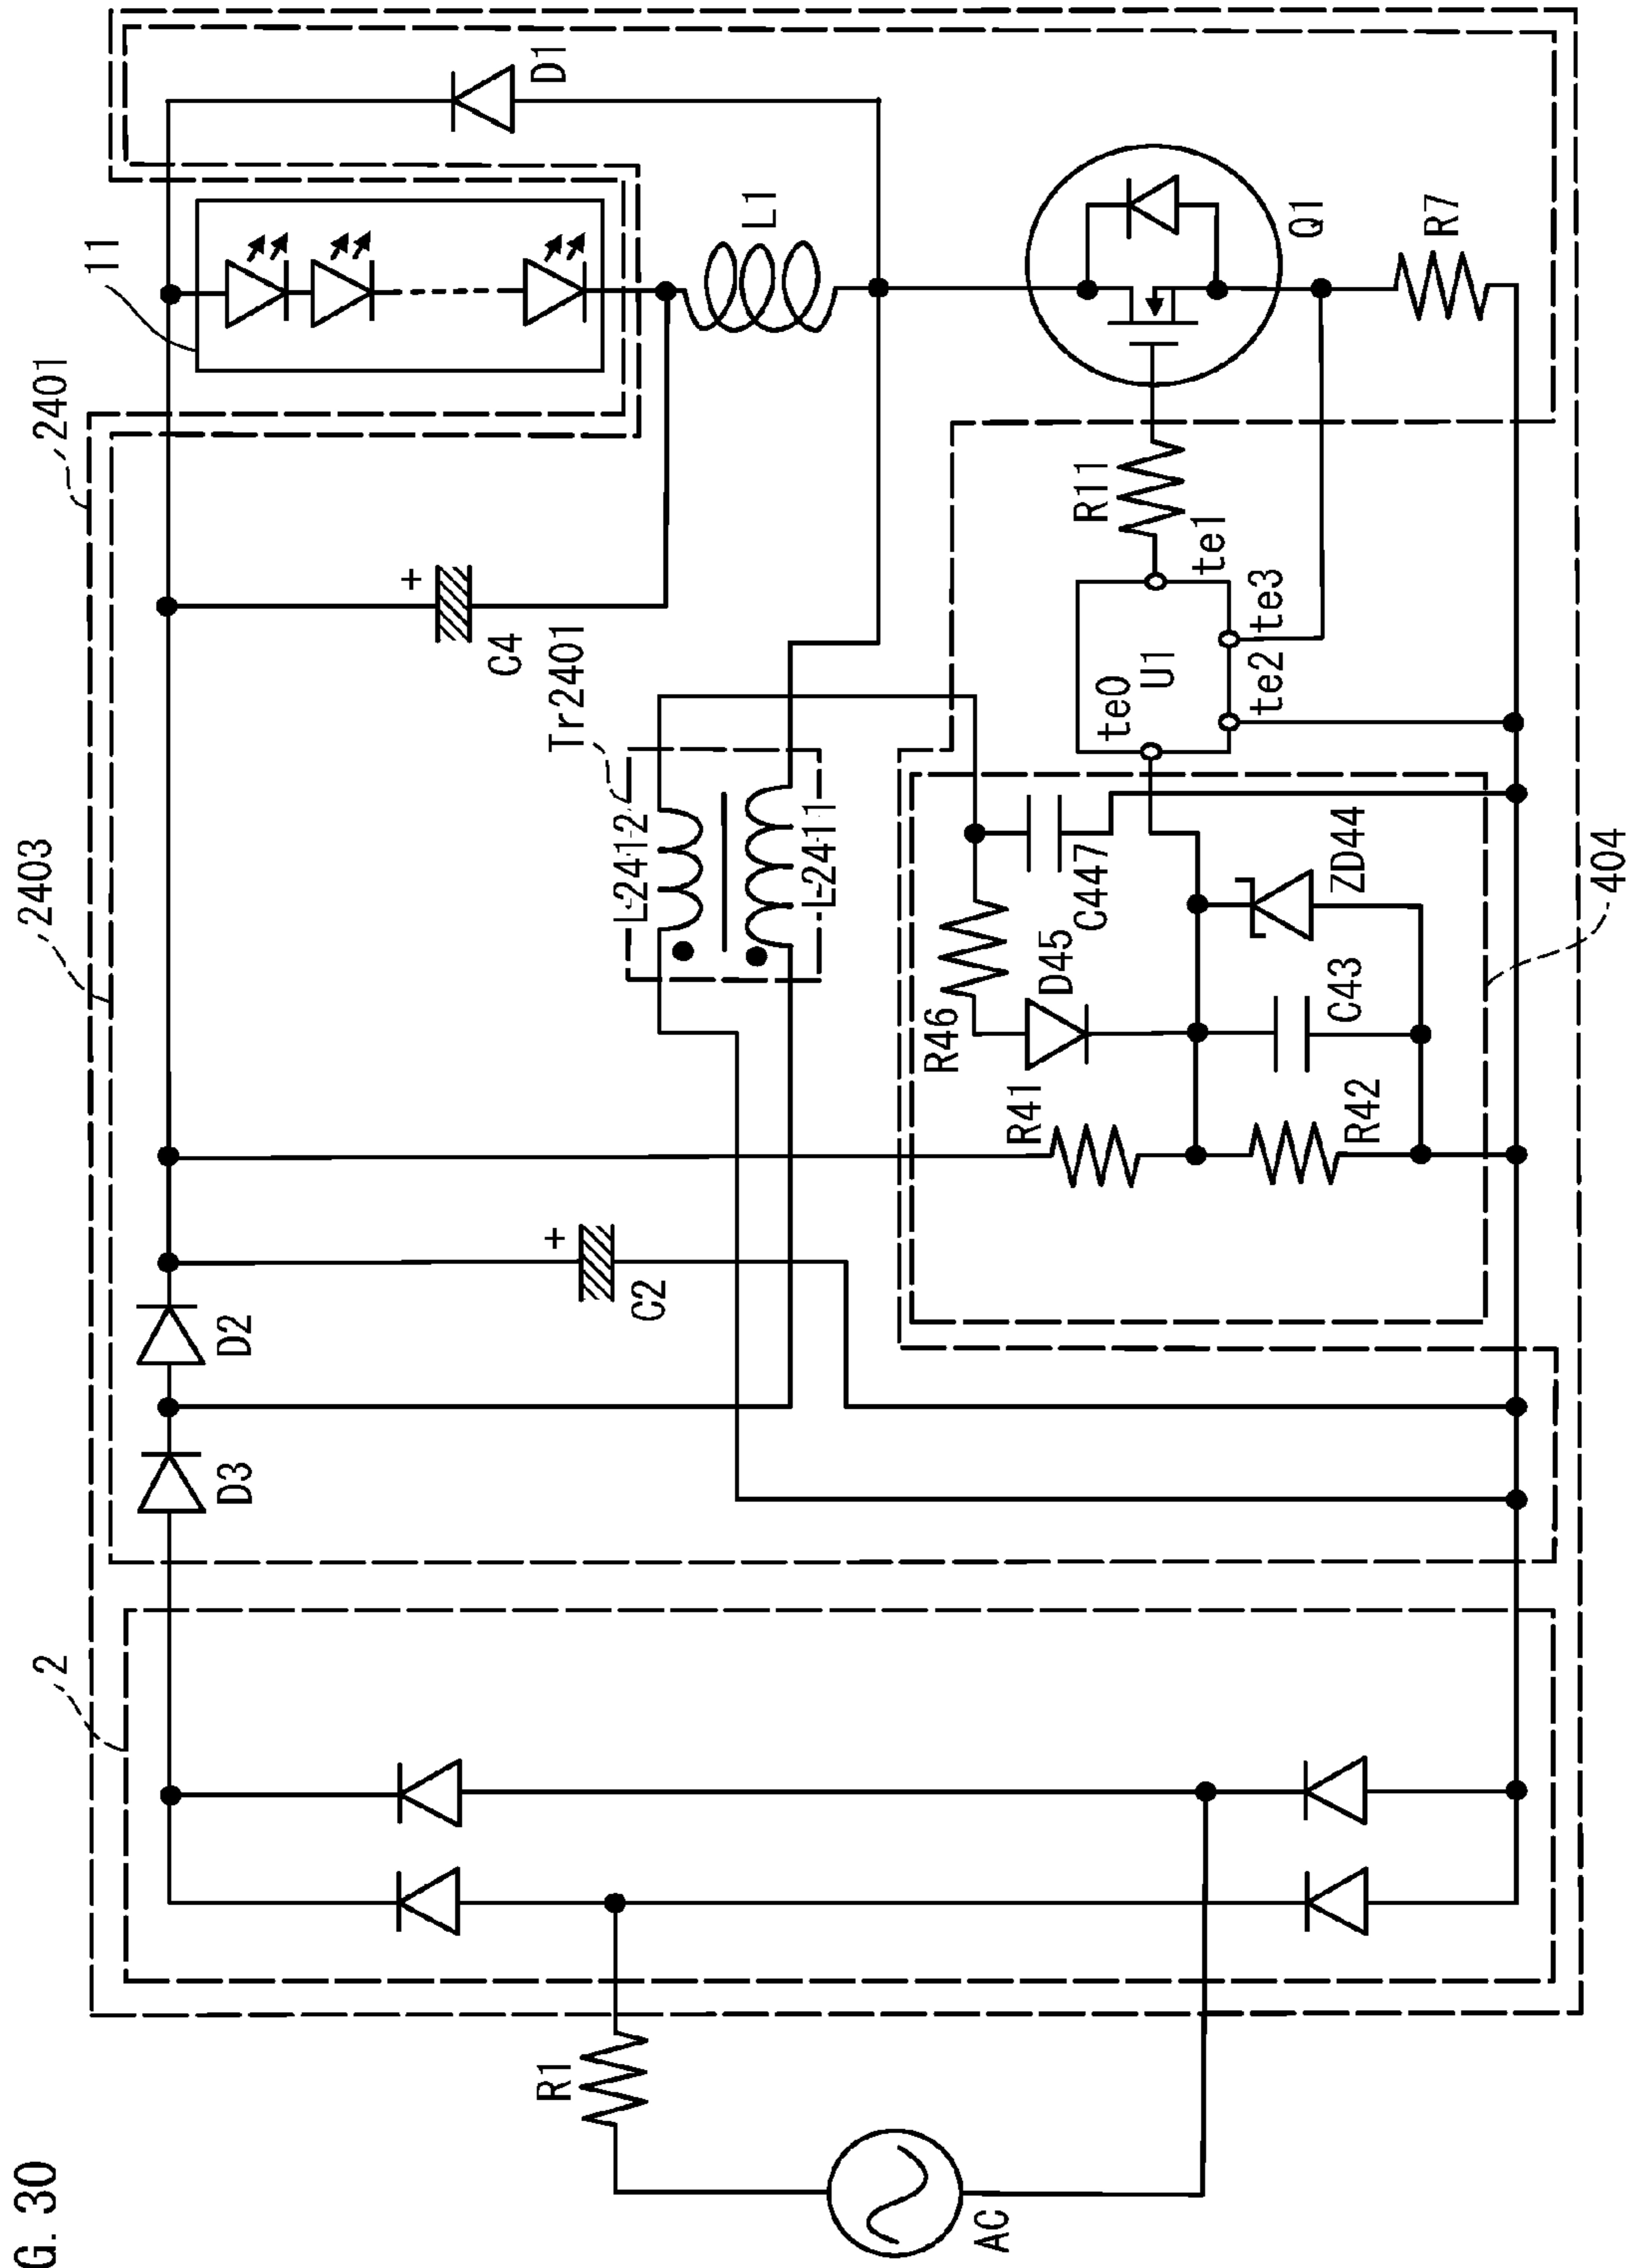 G. 30
2401
2403
2
11
D1
D2
D3
C4
Tr2401
L2412
L2411
C2
L1
Q1
R7
R11
te1
te3
te2
te0
U1
R46
D45
C447
ZD44
C43
R41
R42
404
R1
AC
+
+